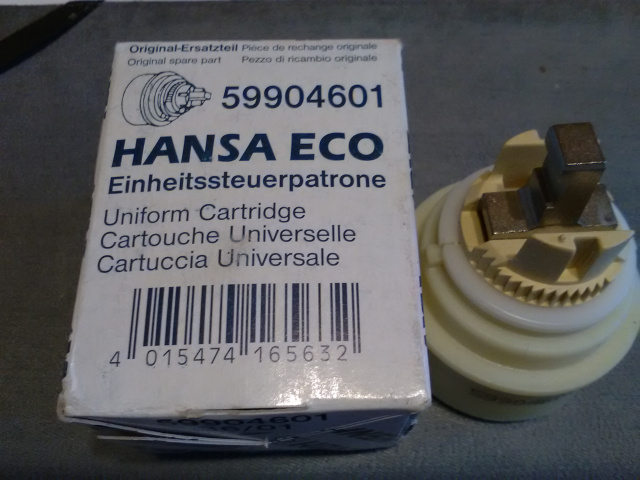 Original-Ersatzteil Pièce de rechange originale
Original spare part Pezzo di ricambio originale
59904601
HANSA ECO
Einheitssteuerpatrone
Uniform Cartridge
Cartouche Universelle
Cartuccia Universale
4 015474 165632
59904601